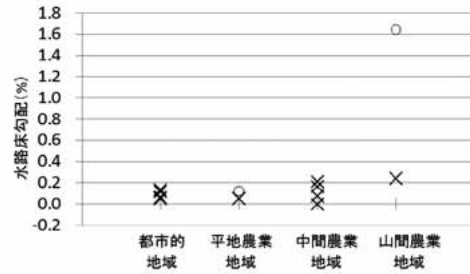 1.8
1.6
1.4
1.2
1.0
0.8
0.6
0.4
0.2
0.0
-0.2
水路床勾配(%)
都市的
地域
平地農業
地域
中間農業
地域
山間農業
地域